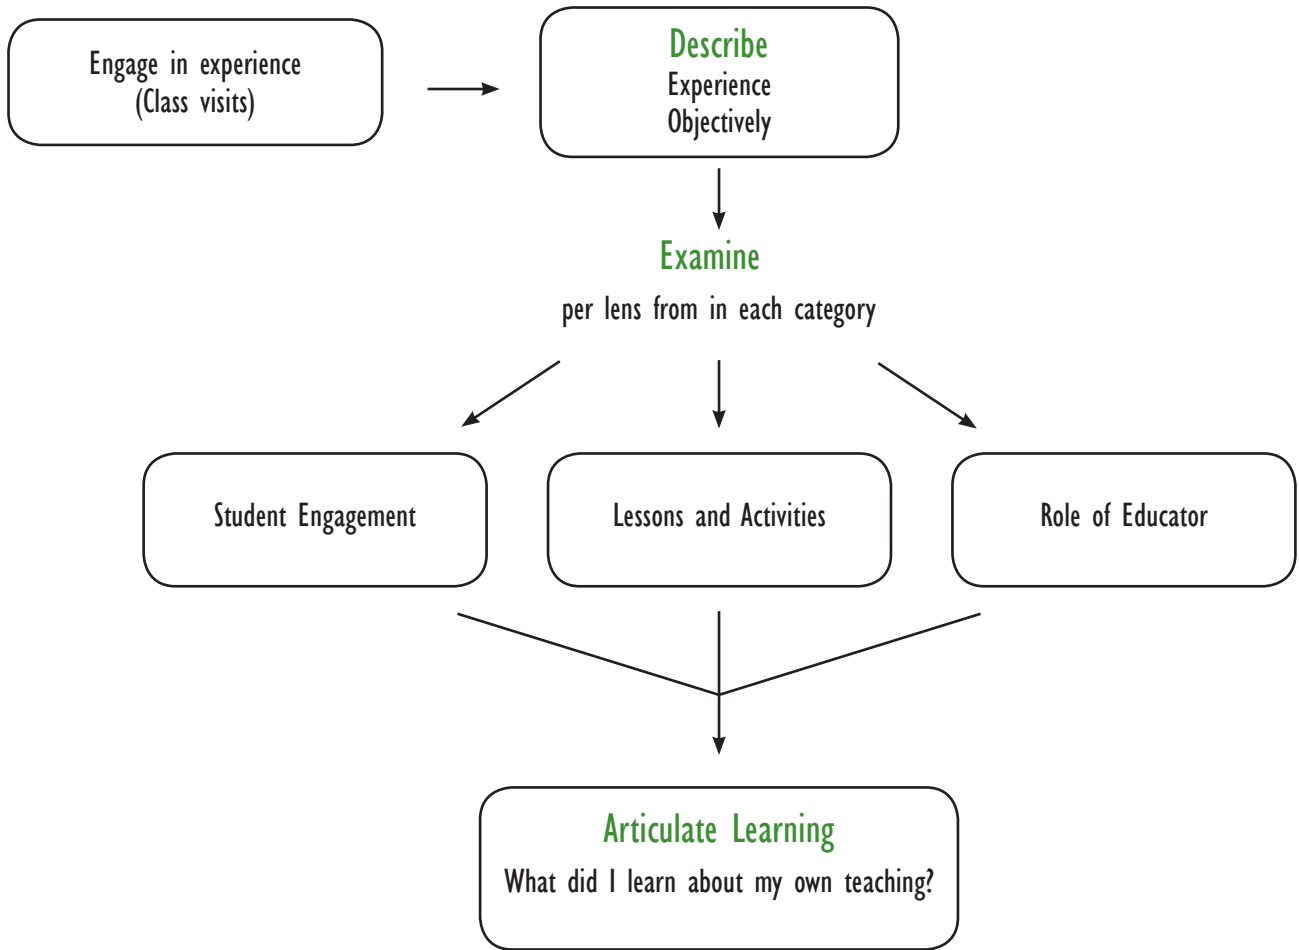 Engage in experience
(Class visits)
Describe
Experience
Objectively
Examine
per lens from in each category
Student Engagement
Lessons and Activities
Role of Educator
Articulate Learning
What did I learn about my own teaching?